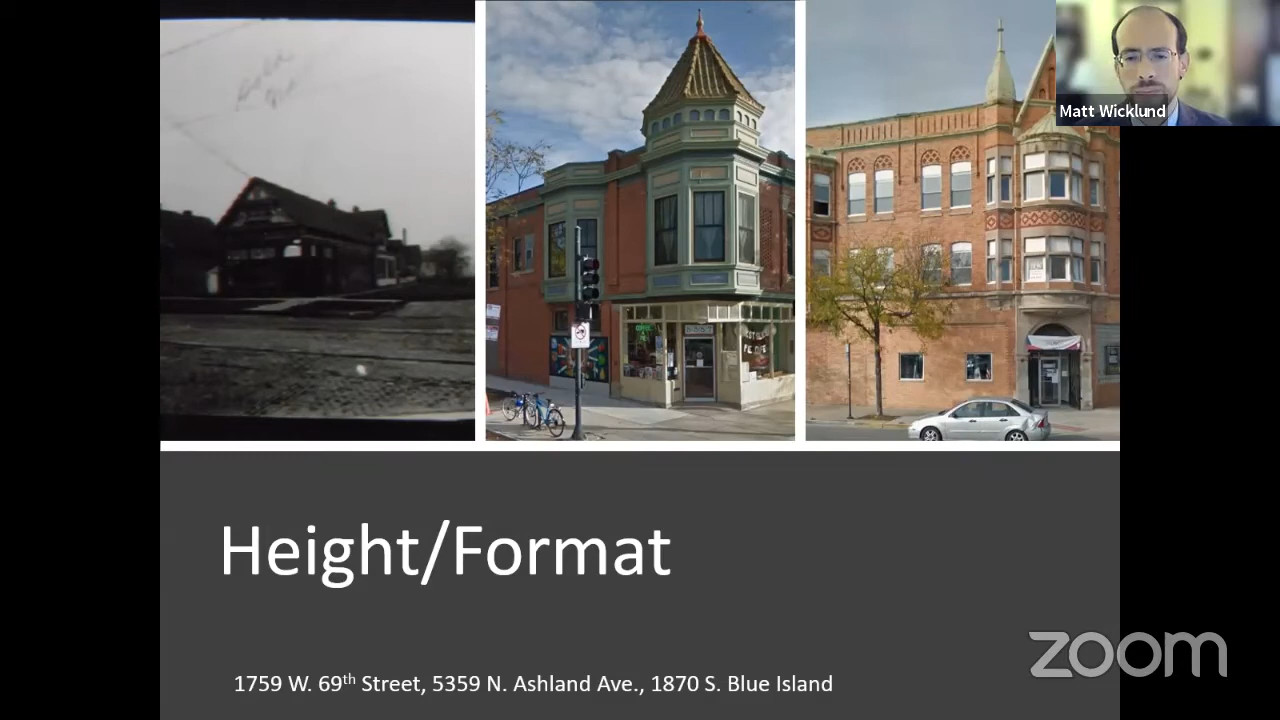 Matt Wicklund
Height/Format
1759 W. 69th Street, 5359 N. Ashland Ave., 1870 S. Blue Island
zoom